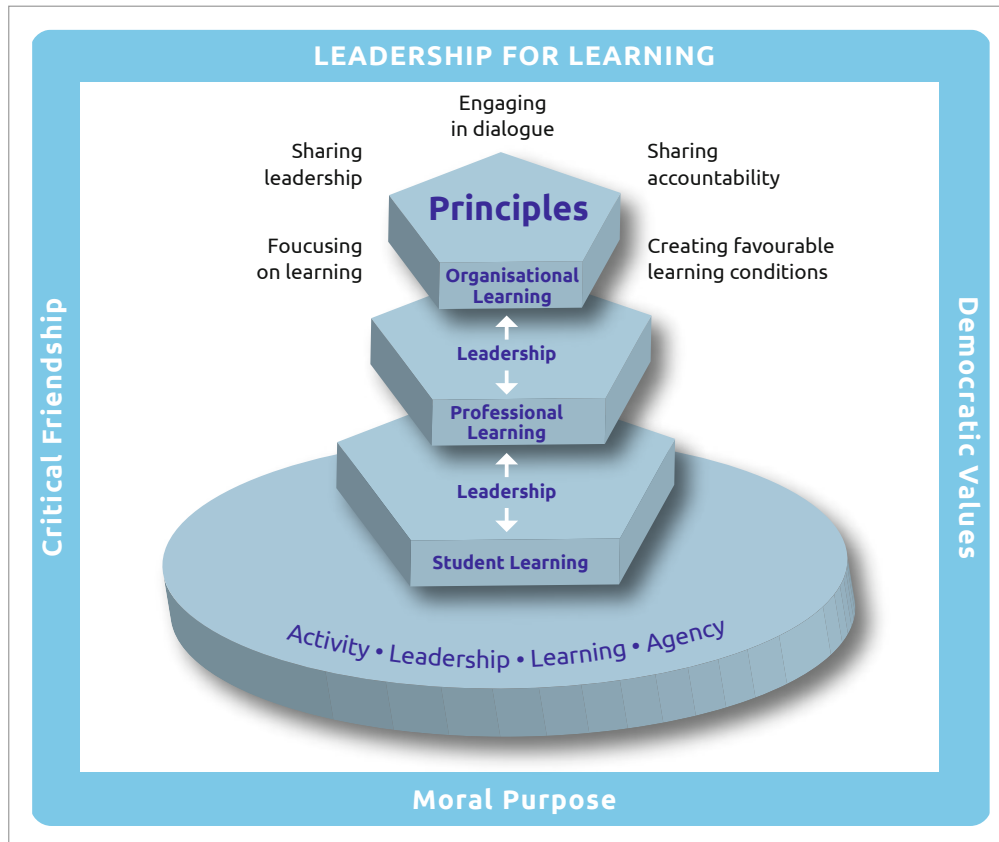 LEADERSHIP FOR LEARNING
Engaging
in dialogue
Sharing
leadership
Sharing
accountability
Principles
Foucusing
on learning
Creating favourable
learning conditions
Organisational
Learning
Leadership
Professional
Learning
Leadership
Student Learning
Activity • Leadership • Learning • Agency
Critical Friendship
Democratic Values
Moral Purpose